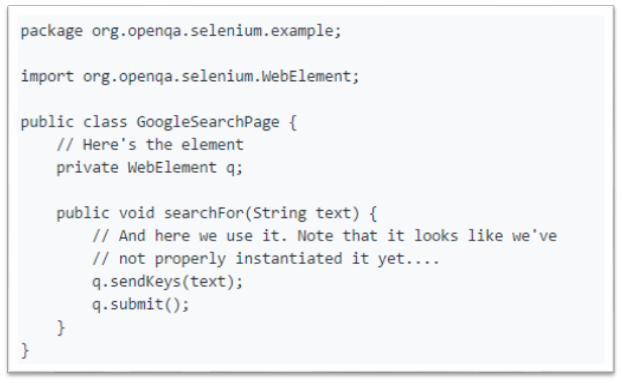 package org.openqa.selenium.example;
import org.openqa.selenium.WebElement;
public class GoogleSearchPage {
    // Here's the element
    private WebElement q;
    public void searchFor(String text) {
        // And here we use it. Note that it looks like we've
        // not properly instantiated it yet....
        q.sendKeys(text);
        q.submit();
    }
}